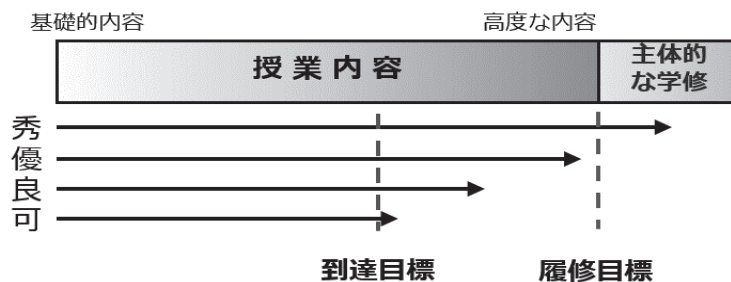 基礎的内容
高度な内容
授業内容
主体的
な学修
秀
優
良
可
到達目標
履修目標